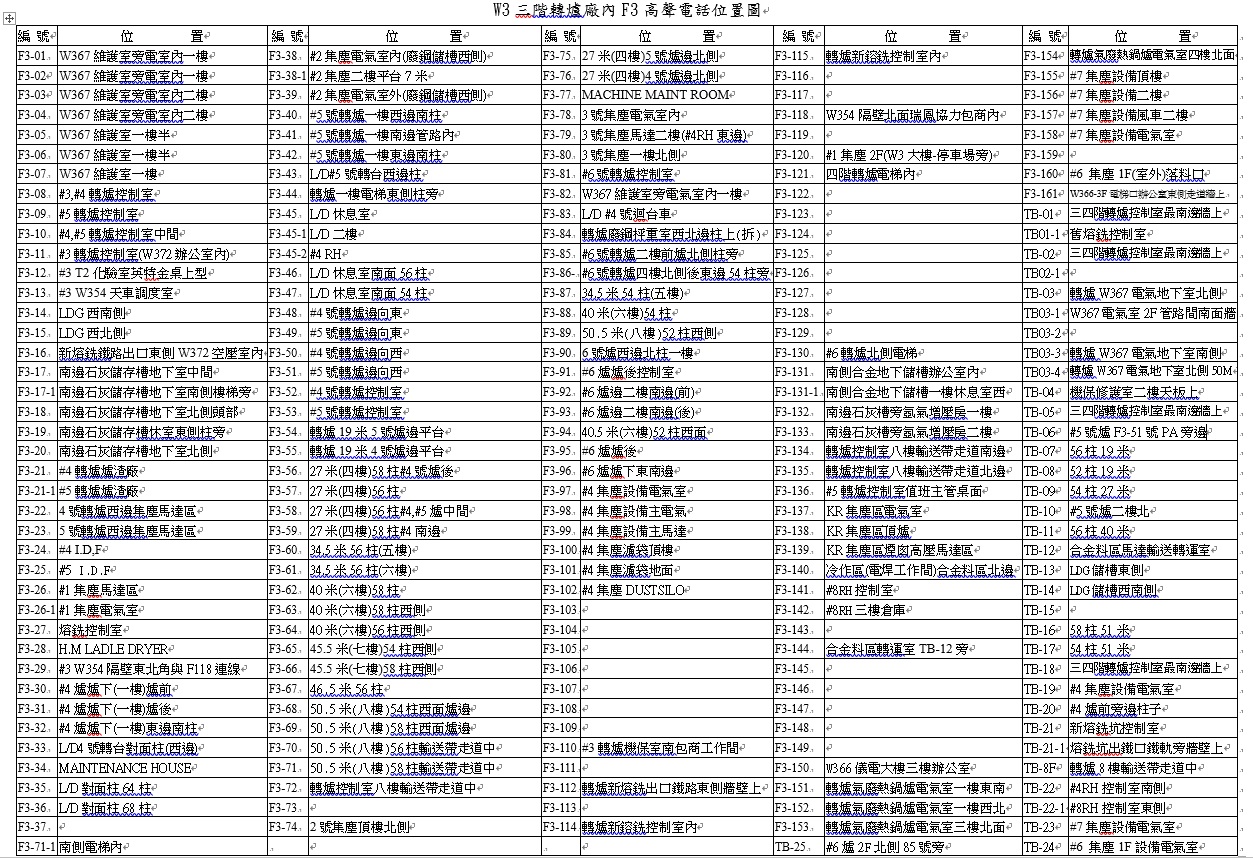 W3 三階轉爐廠內 F3 高聲電話位置圖
編 號 位 置 編 號 位 置 編 號 位 置 編 號 位 置 編 號 位 置
F3-01 W367 維護室旁電室內一樓 F3-38 #2 集塵電氣室內(廢鋼儲槽西側) F3-75 27 米(四樓)5 號爐邊北側 F3-115 轉爐新鎔銑控制室內 F3-154 轉爐氣廢熱鍋爐電氣室四樓北面
F3-02 W367 維護室旁電室內一樓 F3-38-1 #2 集塵二樓平台 7 米 F3-76 27 米(四樓)4 號爐邊北側 F3-116 F3-155 #7 集塵設備頂樓
F3-03 W367 維護室旁電室內二樓 F3-39 #2 集塵電氣室外(廢鋼儲槽西側) F3-77 MACHINE MAINT ROOM F3-117 F3-156 #7 集塵設備二樓
F3-04 W367 維護室旁電室內二樓 F3-40 #5 號轉爐一樓西邊南柱 F3-78 3 號集塵電氣室內 F3-118 W354 隔壁北面瑞鳳協力包商內 F3-157 #7 集塵設備風車二樓
F3-05 W367 維護室一樓半 F3-41 #5 號轉爐一樓南邊管路內 F3-79 3 號集塵馬達二樓(#4RH 東邊) F3-119 F3-158 #7 集塵設備電氣室
F3-06 W367 維護室一樓半 F3-42 #5 號轉爐一樓東邊南柱 F3-80 3 號集塵一樓北側 F3-120 #1 集塵 2F(W3 大樓-停車場旁) F3-159
F3-07 W367 維護室一樓 F3-43 L/D#5 號轉台西邊柱 F3-81 #6 號轉爐控制室 F3-121 四階轉爐電梯內 F3-160 #6 集塵 1F(室外)落料口
F3-08 #3,#4 轉爐控制室 F3-44 轉爐一樓電梯東側柱旁 F3-82 W367 維護室旁電氣室內一樓 F3-122 F3-161 W366-3F 電梯口辦公室東側走道牆上
F3-09 #5 轉爐控制室 F3-45 L/D 休息室 F3-83 L/D #4 號迴台車 F3-123 TB-01 三四階轉爐控制室最南邊牆上
F3-10 #4,#5 轉爐控制室中間 F3-45-1 L/D 二樓 F3-84 轉爐廢鋼秤重室西北邊柱上(拆) F3-124 TB01-1 舊熔銑控制室
F3-11 #3 轉爐控制室(W372 辦公室內) F3-45-2 #4 RH F3-85 #6 號轉爐二樓前爐北側柱旁 F3-125 TB-02 三四階轉爐控制室最南邊牆上
F3-12 #3 T2 化驗室英特金桌上型 F3-46 L/D 休息室南面 56 柱 F3-86 #6 號轉爐四樓北側後東邊 54 柱旁 F3-126 TB02-1
F3-13 #3 W354 天車調度室 F3-47 L/D 休息室南面 54 柱 F3-87 34.5 米 54 柱(五樓) F3-127 TB-03 轉爐 W367 電氣地下室北側
F3-14 LDG 西南側 F3-48 #4 號轉爐邊向東 F3-88 40 米(六樓)54 柱 F3-128 TB03-1 W367 電氣室 2F 管路間南面牆
F3-15 LDG 西北側 F3-49 #5 號轉爐邊向東 F3-89 50.5 米(八樓)52 柱西側 F3-129 TB03-2
F3-16 新熔銑鐵路出口東側 W372 空壓室內 F3-50 #4 號轉爐邊向西 F3-90 6 號爐西邊北柱一樓 F3-130 #6 轉爐北側電梯 TB03-3 轉爐 W367 電氣地下室南側
F3-17 南邊石灰儲存槽地下室中間 F3-51 #5 號轉爐邊向西 F3-91 #6 爐爐後控制室 F3-131 南側合金地下儲槽辦公室內 TB03-4 轉爐 W367 電氣地下室北側 50M
F3-17-1 南邊石灰儲存槽地下室南側樓梯旁 F3-52 #4 號轉爐控制室 F3-92 #6 爐邊二樓南邊(前) F3-131-1 南側合金地下儲槽一樓休息室西 TB-04 機保修護室二樓天板上
F3-18 南邊石灰儲存槽地下室北側頭部 F3-53 #5 號轉爐控制室 F3-93 #6 爐邊二樓南邊(後) F3-132 南邊石灰槽旁氬氣增壓房一樓 TB-05 三四階轉爐控制室最南邊牆上
F3-19 南邊石灰儲存槽休室東側柱旁 F3-54 轉爐 19 米 5 號爐邊平台 F3-94 40.5 米(六樓)52 柱西面 F3-133 南邊石灰槽旁氬氣增壓房二樓 TB-06 #5 號爐 F3-51 號 PA 旁邊
F3-20 南邊石灰儲存槽地下室北側 F3-55 轉爐 19 米 4 號爐邊平台 F3-95 #6 爐爐後 F3-134 轉爐控制室八樓輸送帶走道南邊 TB-07 56 柱 19 米
F3-21 #4 轉爐爐渣廠 F3-56 27 米(四樓)58 柱#4 號爐後 F3-96 #6 爐爐下東南邊 F3-135 轉爐控制室八樓輸送帶走道北邊 TB-08 52 柱 19 米
F3-21-1 #5 轉爐爐渣廠 F3-57 27 米(四樓)56 柱 F3-97 #4 集塵設備電氣室 F3-136 #5 轉爐控制室值班主管桌面 TB-09 54 柱 27 米
F3-22 4 號轉爐西邊集塵馬達區 F3-58 27 米(四樓)56 柱#4,#5 爐中間 F3-98 #4 集塵設備主電氣 F3-137 KR 集塵區電氣室 TB-10 #5 號爐二樓北
F3-23 5 號轉爐西邊集塵馬達區 F3-59 27 米(四樓)58 柱#4 南邊 F3-99 #4 集塵設備主馬達 F3-138 KR 集塵區頂爐 TB-11 56 柱 40 米
F3-24 #4 I.D,F F3-60 34.5 米 56 柱(五樓) F3-100 #4 集塵濾袋頂樓 F3-139 KR 集塵區煙囪高壓馬達區 TB-12 合金料區馬達輸送轉運室
F3-25 #5 I.D.F F3-61 34.5 米 56 柱(六樓) F3-101 #4 集塵濾袋地面 F3-140 冷作區(電焊工作間)合金料區北邊 TB-13 LDG 儲槽東側
F3-26 #1 集塵馬達區 F3-62 40 米(六樓)58 柱 F3-102 #4 集塵 DUSTSILO F3-141 #8RH 控制室 TB-14 LDG 儲槽西南側
F3-26-1 #1 集塵電氣室 F3-63 40 米(六樓)58 柱西側 F3-103 F3-142 #8RH 三樓倉庫 TB-15
F3-27 熔銑控制室 F3-64 40 米(六樓)56 柱西側 F3-104 F3-143 TB-16 58 柱 51 米
F3-28 H.M LADLE DRYER F3-65 45.5 米(七樓)54 柱西側 F3-105 F3-144 合金料區轉運室 TB-12 旁 TB-17 54 柱 51 米
F3-29 #3 W354 隔壁東北角與 F118 連線 F3-66 45.5 米(七樓)58 柱西側 F3-106 F3-145 TB-18 三四階轉爐控制室最南邊牆上
F3-30 #4 爐爐下(一樓)爐前 F3-67 46.5 米 56 柱 F3-107 F3-146 TB-19 #4 集塵設備電氣室
F3-31 #4 爐爐下(一樓)爐後 F3-68 50.5 米(八樓)54 柱西面爐邊 F3-108 F3-147 TB-20 #4 爐前旁邊柱子
F3-32 #4 爐爐下(一樓)東邊南柱 F3-69 50.5 米(八樓)58 柱西面爐邊 F3-109 F3-148 TB-21 新熔銑坑控制室
F3-33 L/D4 號轉台對面柱(西邊) F3-70 50.5 米(八樓)56 柱輸送帶走道中 F3-110 #3 轉爐機保室南包商工作間 F3-149 TB-21-1 熔銑坑出鐵口鐵軌旁牆壁上
F3-34 MAINTENANCE HOUSE F3-71 50.5 米(八樓)58 柱輸送帶走道中 F3-111 F3-150 W366 儀電大樓三樓辦公室 TB-8F 轉爐 8 樓輸送帶走道中
F3-35 L/D 對面柱 64 柱 F3-72 轉爐控制室八樓輸送帶走道中 F3-112 轉爐新熔銑出口鐵路東側牆壁上 F3-151 轉爐氣廢熱鍋爐電氣室一樓東南 TB-22 #4RH 控制室南側
F3-36 L/D 對面柱 68 柱 F3-73 F3-113 F3-152 轉爐氣廢熱鍋爐電氣室一樓西北 TB-22-1 #8RH 控制室東側
F3-37 F3-74 2 號集塵頂樓北側 F3-114 轉爐新鎔銑控制室內 F3-153 轉爐氣廢熱鍋爐電氣室三樓北面 TB-23 #7 集塵設備電氣室
F3-71-1 南側電梯內 TB-25 #6 爐 2F 北側 85 號旁 TB-24 #6 集塵 1F 設備電氣室